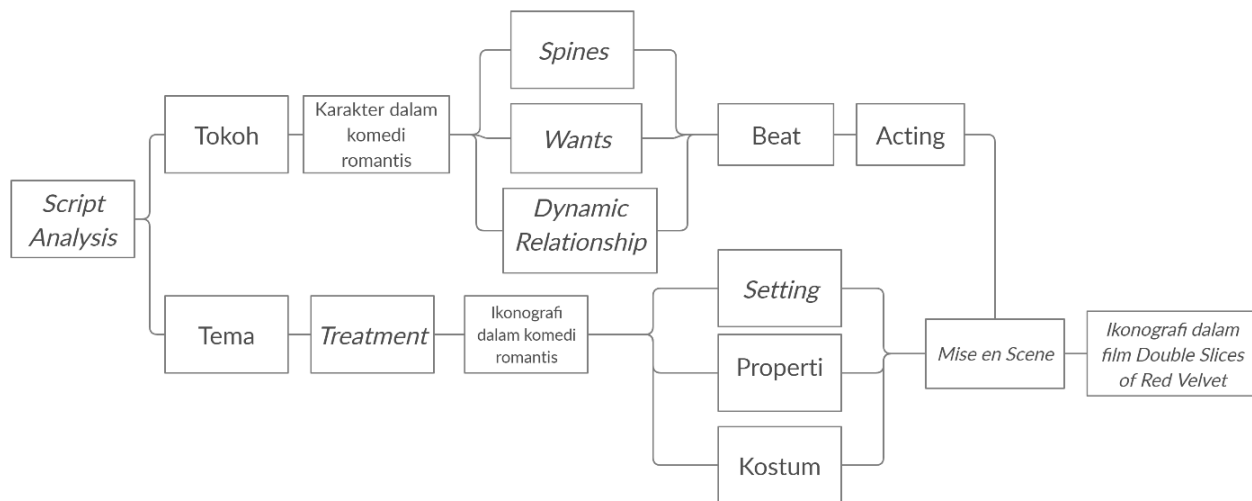 Script
Analysis
Tokoh
Karakter dalam
komedi
romantis
Spines
Wants
Dynamic
Relationship
Beat
Acting
Tema
Treatment
Ikonografi
dalam komedi
romantis
Setting
Properti
Kostum
Mise en Scene
Ikonografi dalam
film Double Slices
of Red Velvet